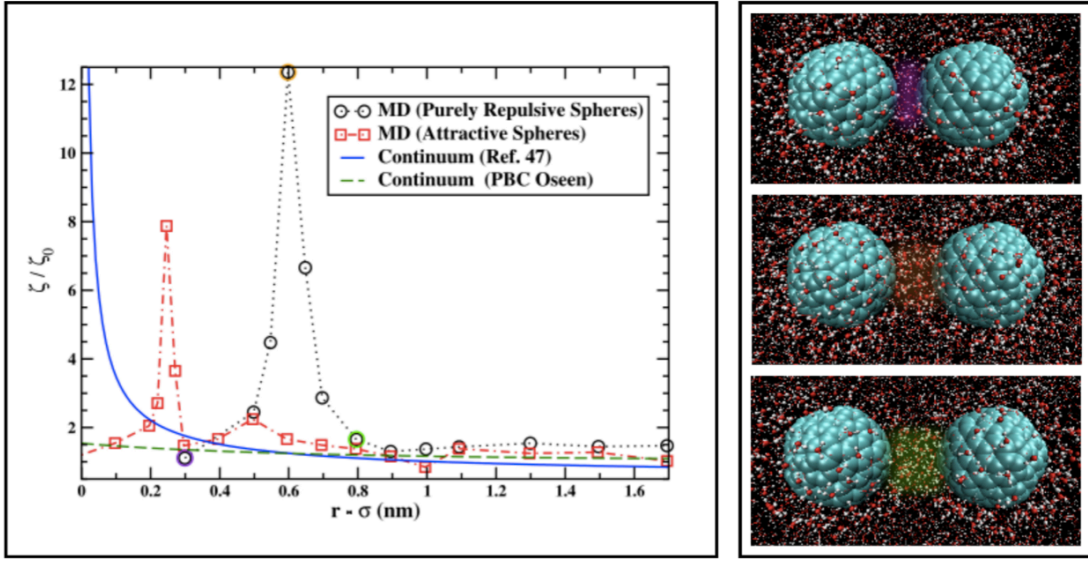 12
10
8
6
4
2
ζ / ζ0
MD (Purely Repulsive Spheres)
MD (Attractive Spheres)
Continuum (Ref. 47)
Continuum (PBC Oseen)
0 0.2 0.4 0.6 0.8 1 1.2 1.4 1.6
r - σ (nm)